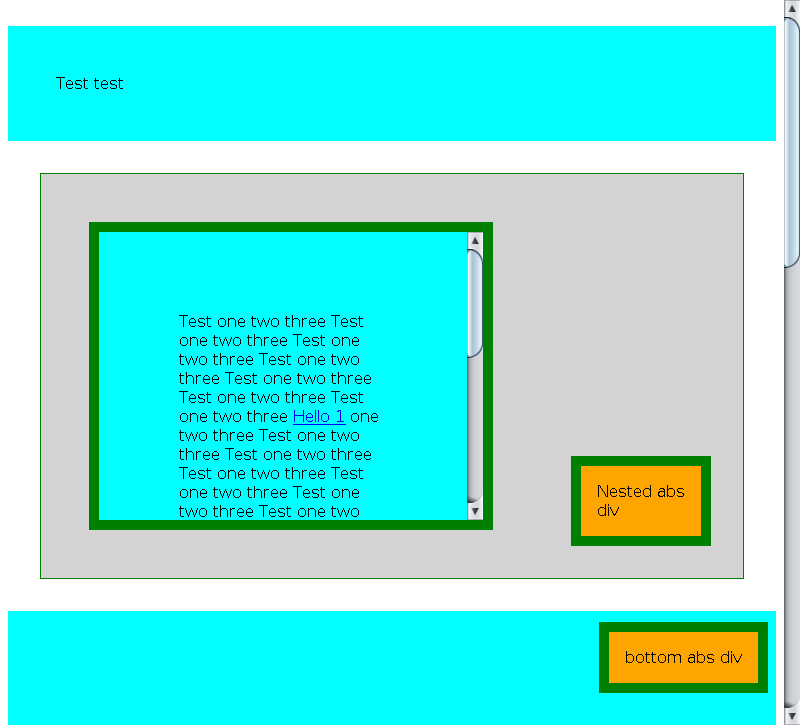 Test test
Test one two three Test
one two three Test one
two three Test one two
three Test one two three
Test one two three Test
one two three Hello 1 one
two three Test one two
three Test one two three
Test one two three Test
one two three Test one
two three Test one two
Nested abs
div
bottom abs div